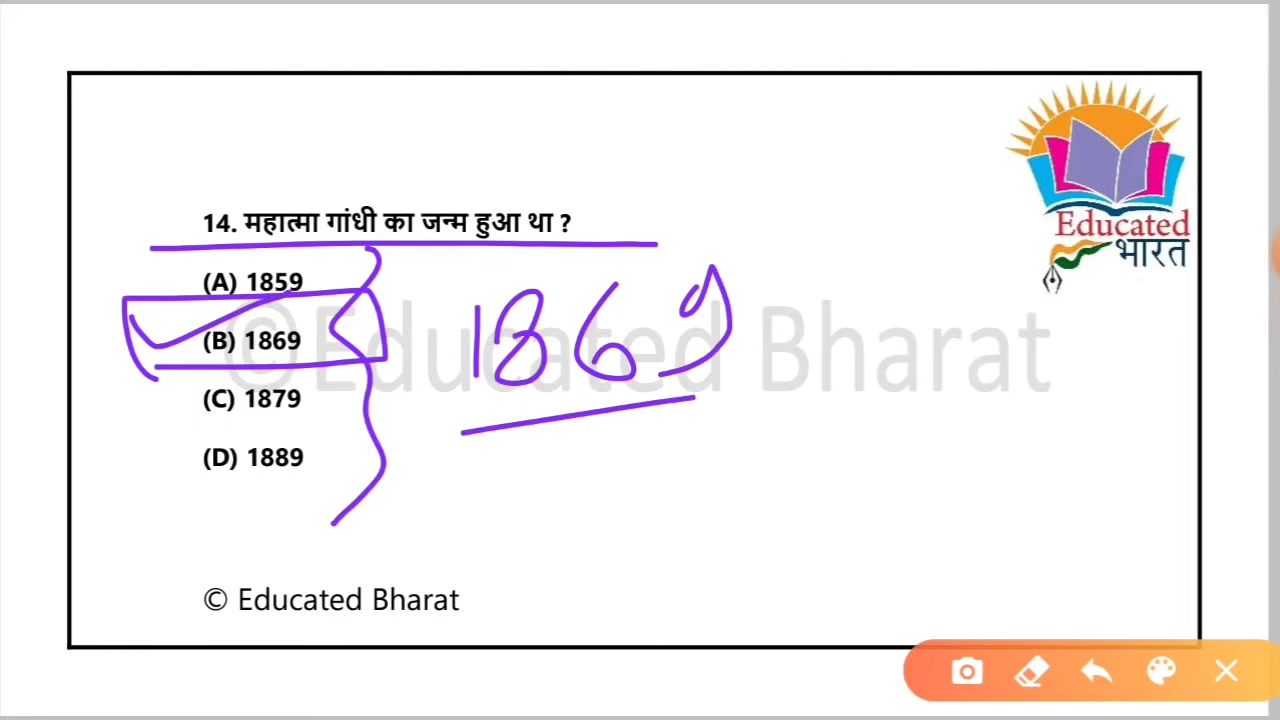 Educated
भारत
14. महात्मा गांधी का जन्म हुआ था ?
(A) 1859
(B) 1869
(C) 1879
(D) 1889
1869
©Educated Bharat
© Educated Bharat